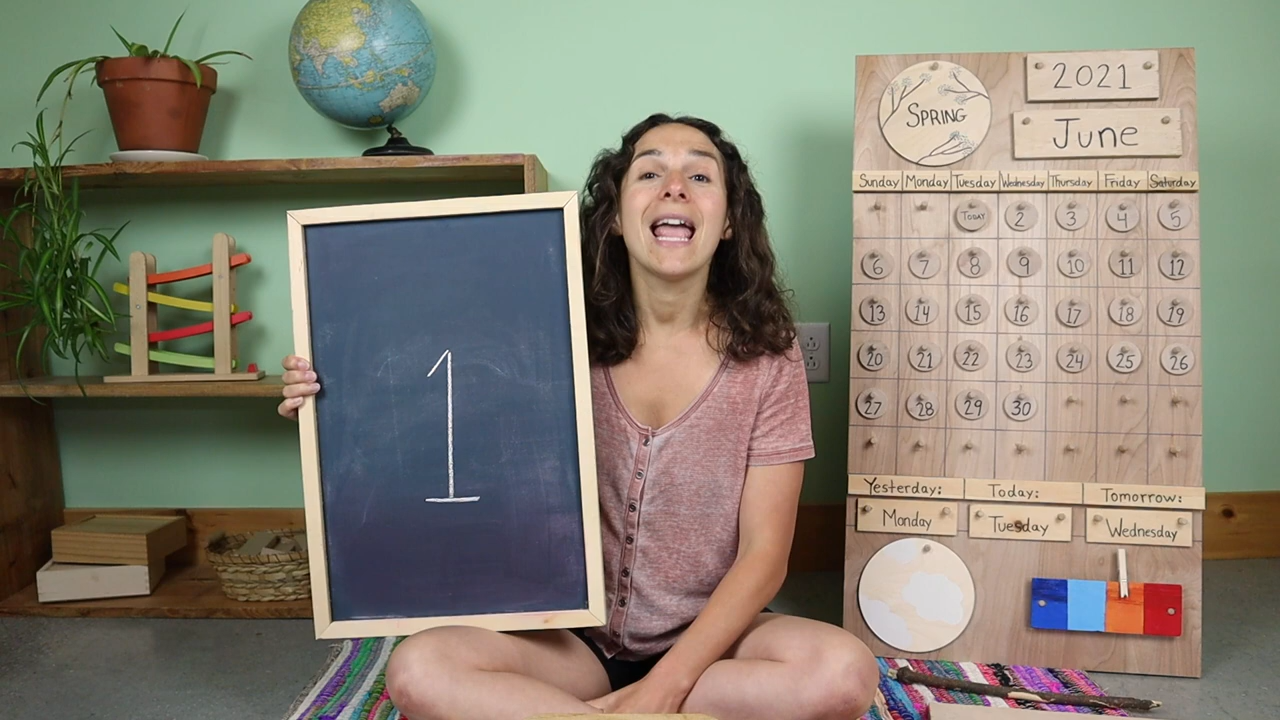 1
SPRING
2021
June
Sunday Monday Tuesday Wednesday Thursday Friday Saturday
TODAY 2 3 4 5
6 7 8 9 10 11 12
13 14 15 16 17 18 19
20 21 22 23 24 25 26
27 28 29 30
Yesterday: Today: Tomorrow:
Monday Tuesday Wednesday